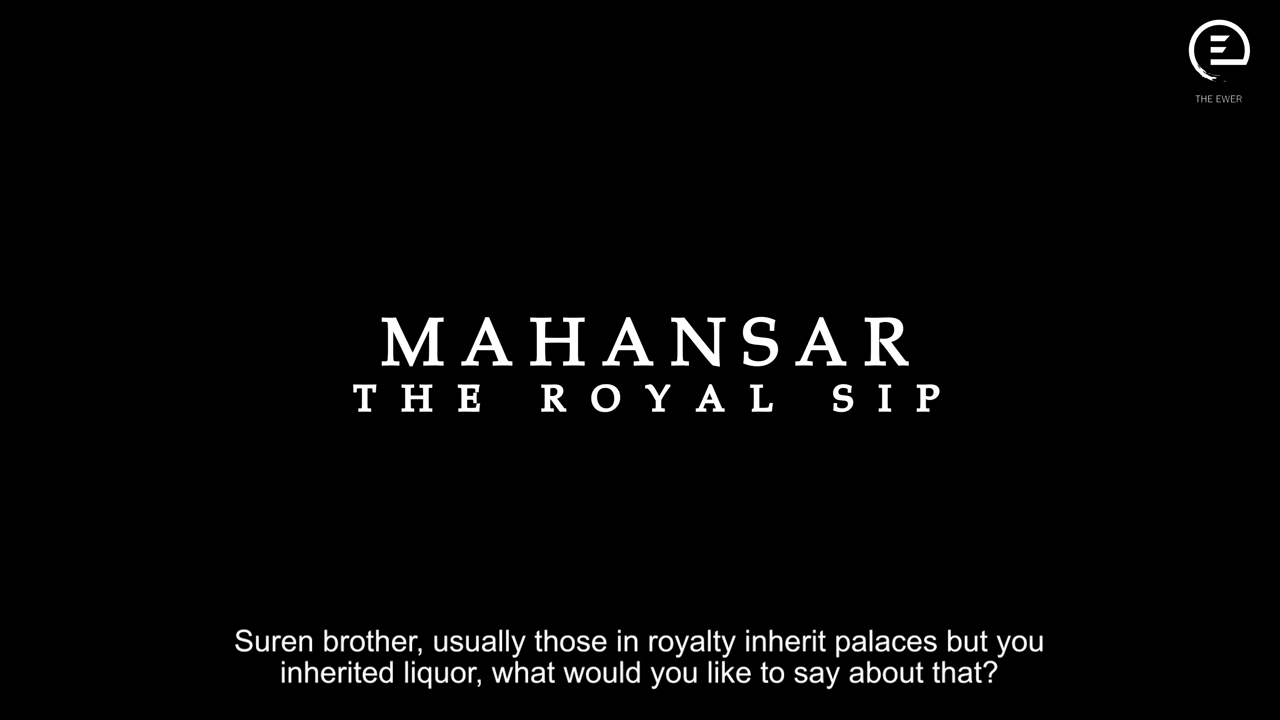 THE EWER
MAHANSAR
THE ROYAL SIP
Suren brother, usually those in royalty inherit palaces but you
inherited liquor, what would you like to say about that?